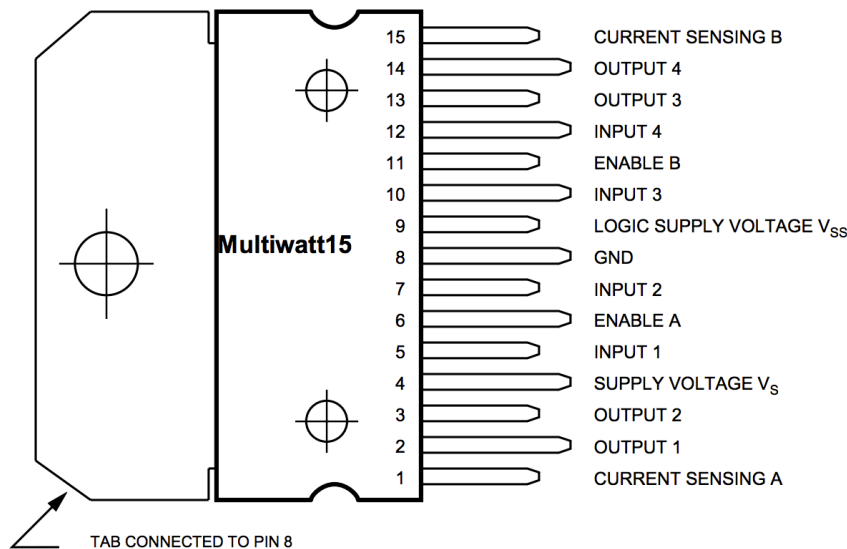 15 CURRENT SENSING B
14 OUTPUT 4
13 OUTPUT 3
12 INPUT 4
11 ENABLE B
10 INPUT 3
9 LOGIC SUPPLY VOLTAGE VSS
Multiwatt15
8 GND
7 INPUT 2
6 ENABLE A
5 INPUT 1
4 SUPPLY VOLTAGE VS
3 OUTPUT 2
2 OUTPUT 1
1 CURRENT SENSING A
TAB CONNECTED TO PIN 8